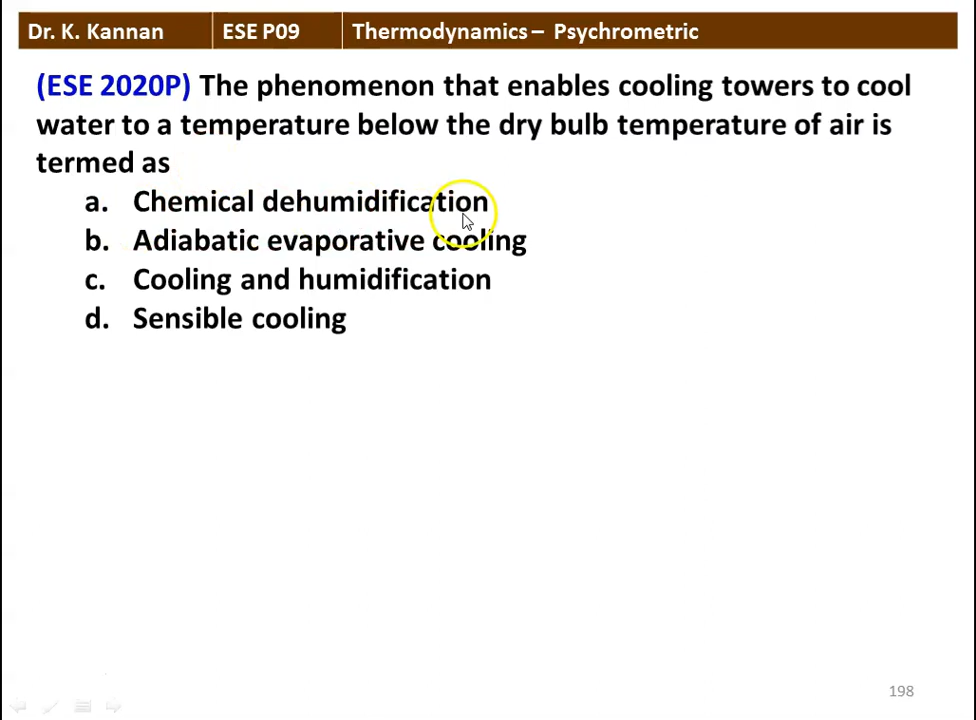 Dr. K. Kannan ESE P09 Thermodynamics – Psychrometric
(ESE 2020P) The phenomenon that enables cooling towers to cool
water to a temperature below the dry bulb temperature of air is
termed as
a. Chemical dehumidification
b. Adiabatic evaporative cooling
c. Cooling and humidification
d. Sensible cooling
198